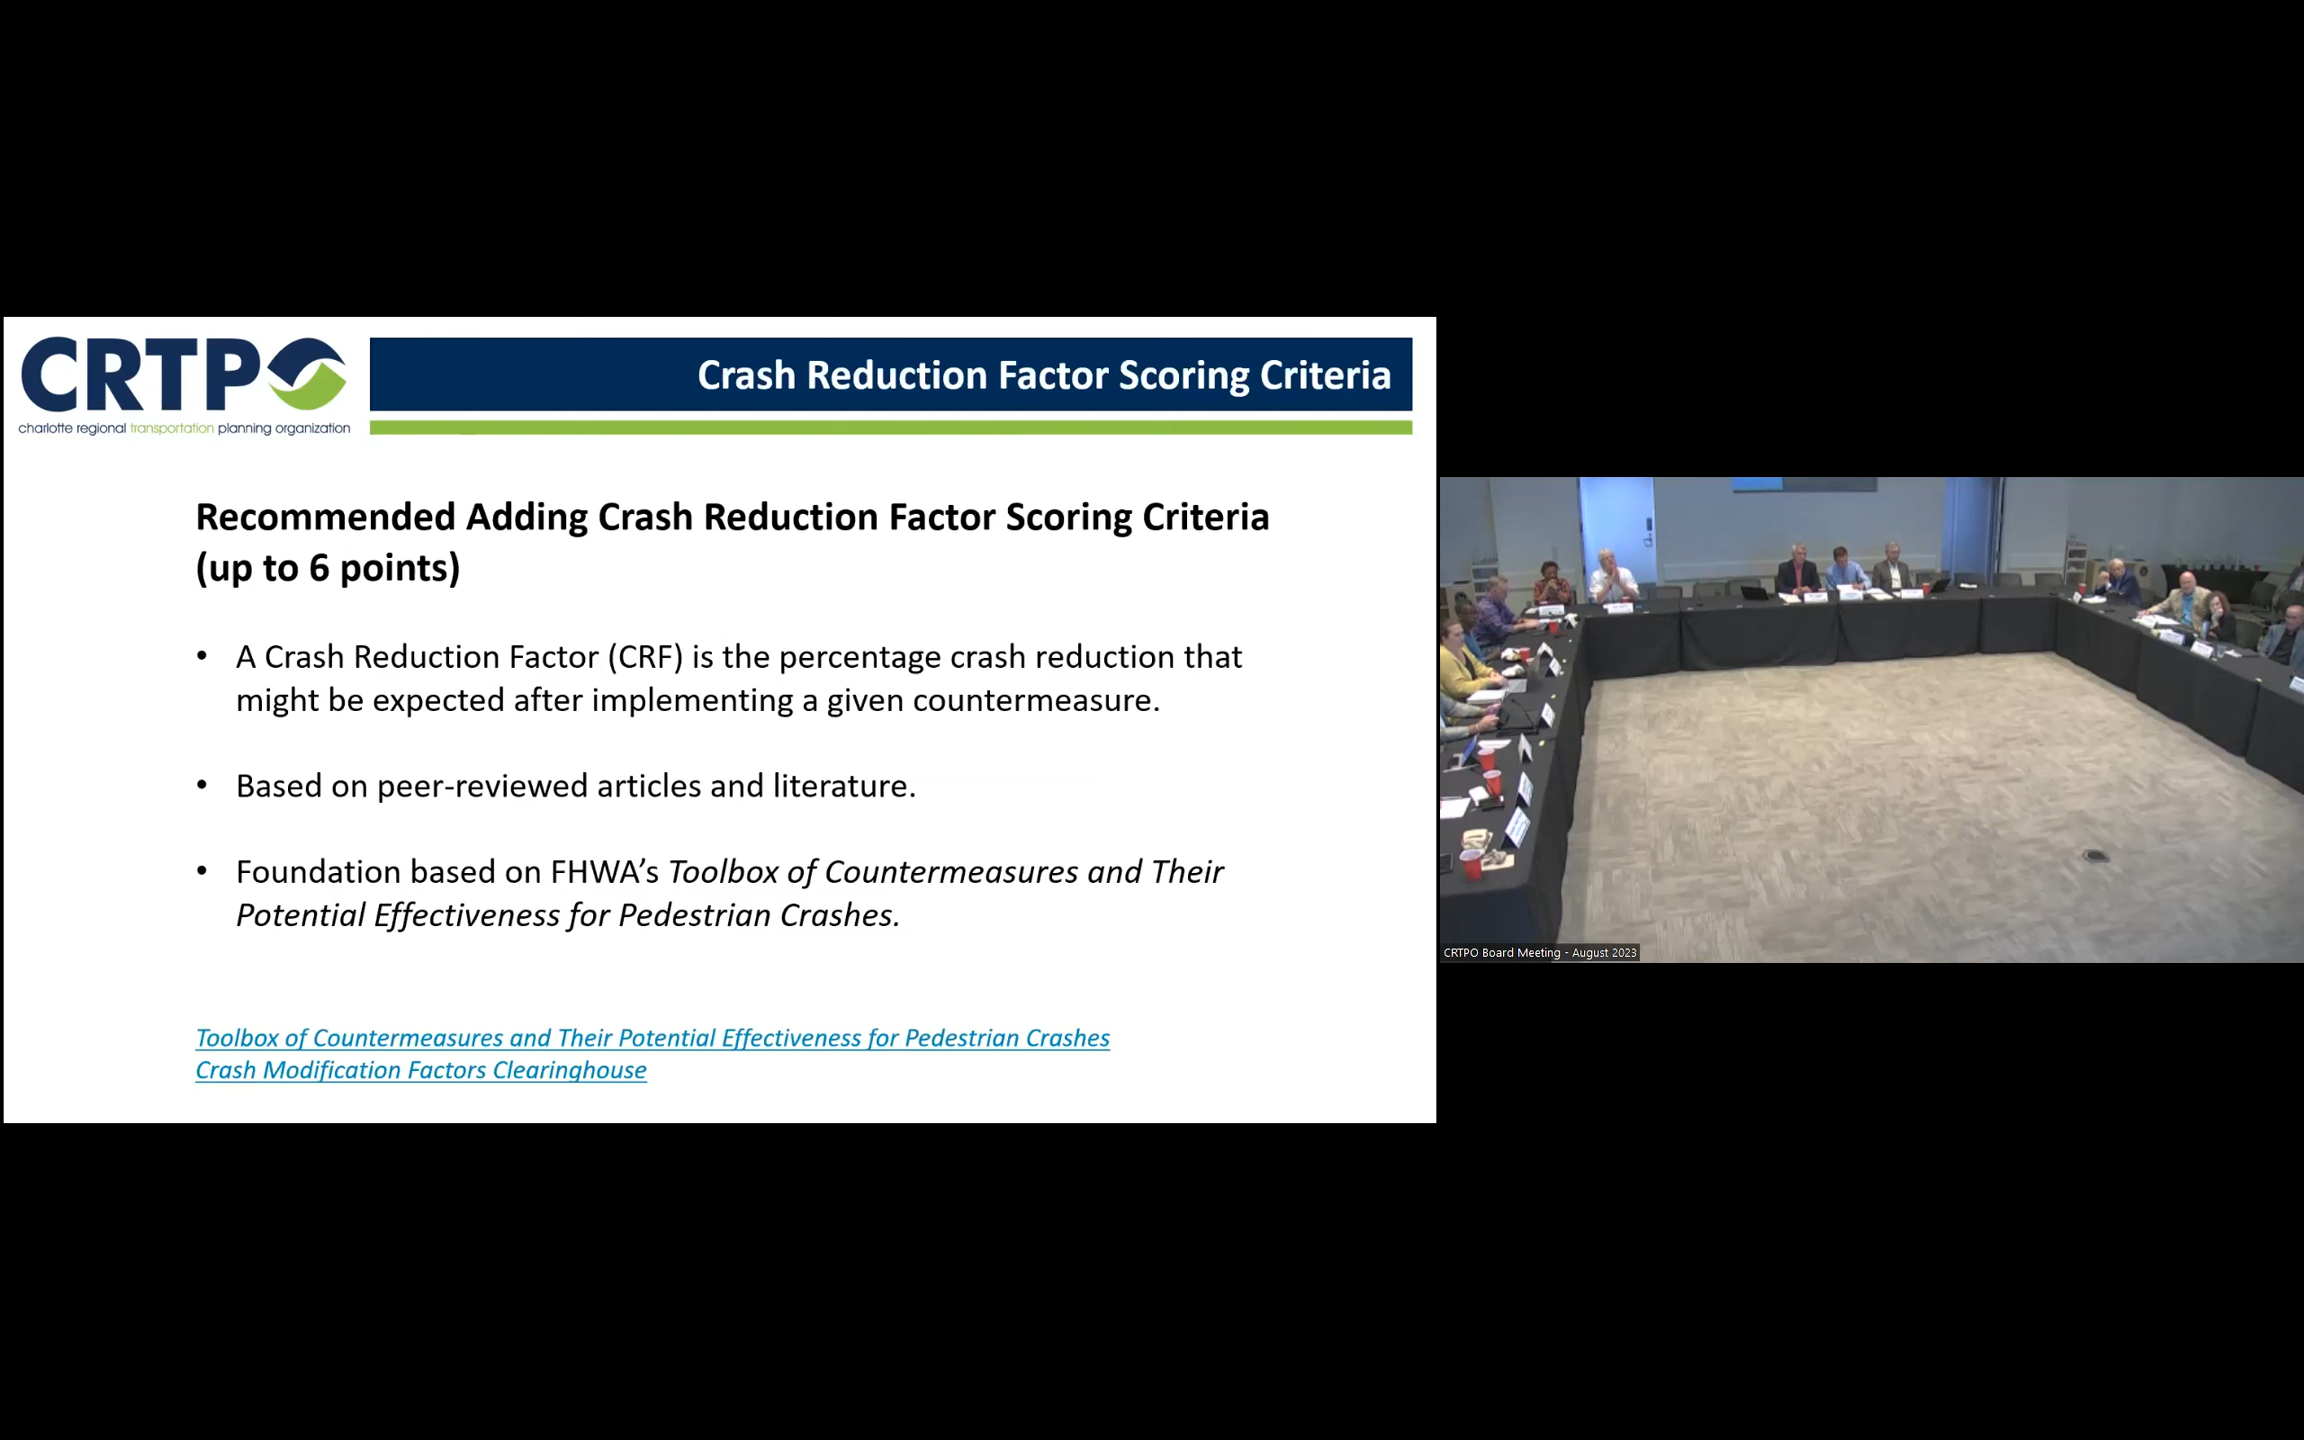 CRTPO
charlotte regional transportation planning organization
Crash Reduction Factor Scoring Criteria
Recommended Adding Crash Reduction Factor Scoring Criteria
(up to 6 points)
• A Crash Reduction Factor (CRF) is the percentage crash reduction that
might be expected after implementing a given countermeasure.
• Based on peer-reviewed articles and literature.
• Foundation based on FHWA’s Toolbox of Countermeasures and Their
Potential Effectiveness for Pedestrian Crashes.
Toolbox of Countermeasures and Their Potential Effectiveness for Pedestrian Crashes
Crash Modification Factors Clearinghouse
CRTPO Board Meeting - August 2023